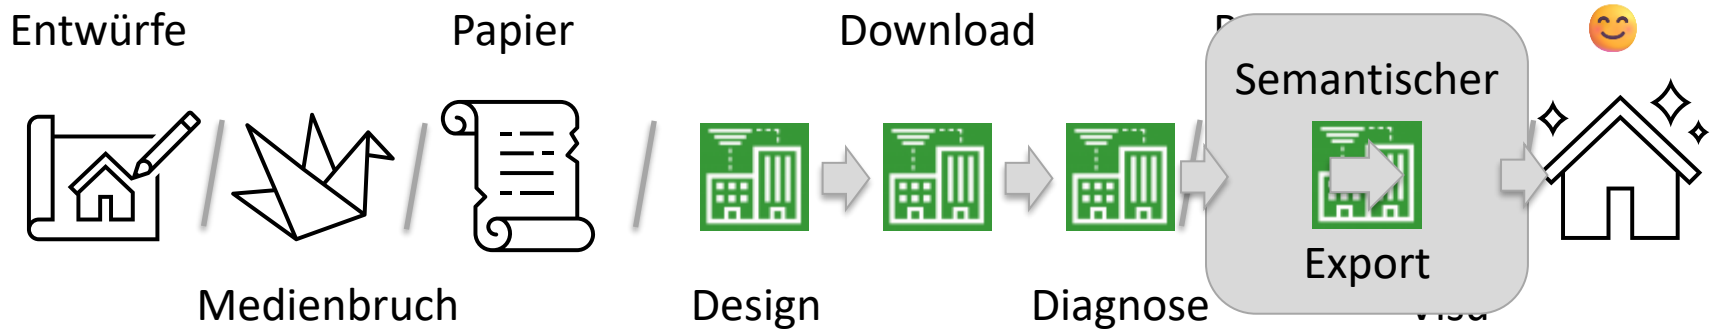 Entwürfe
Papier
Download
Semantischer
Export
Medienbruch
Design
Diagnose